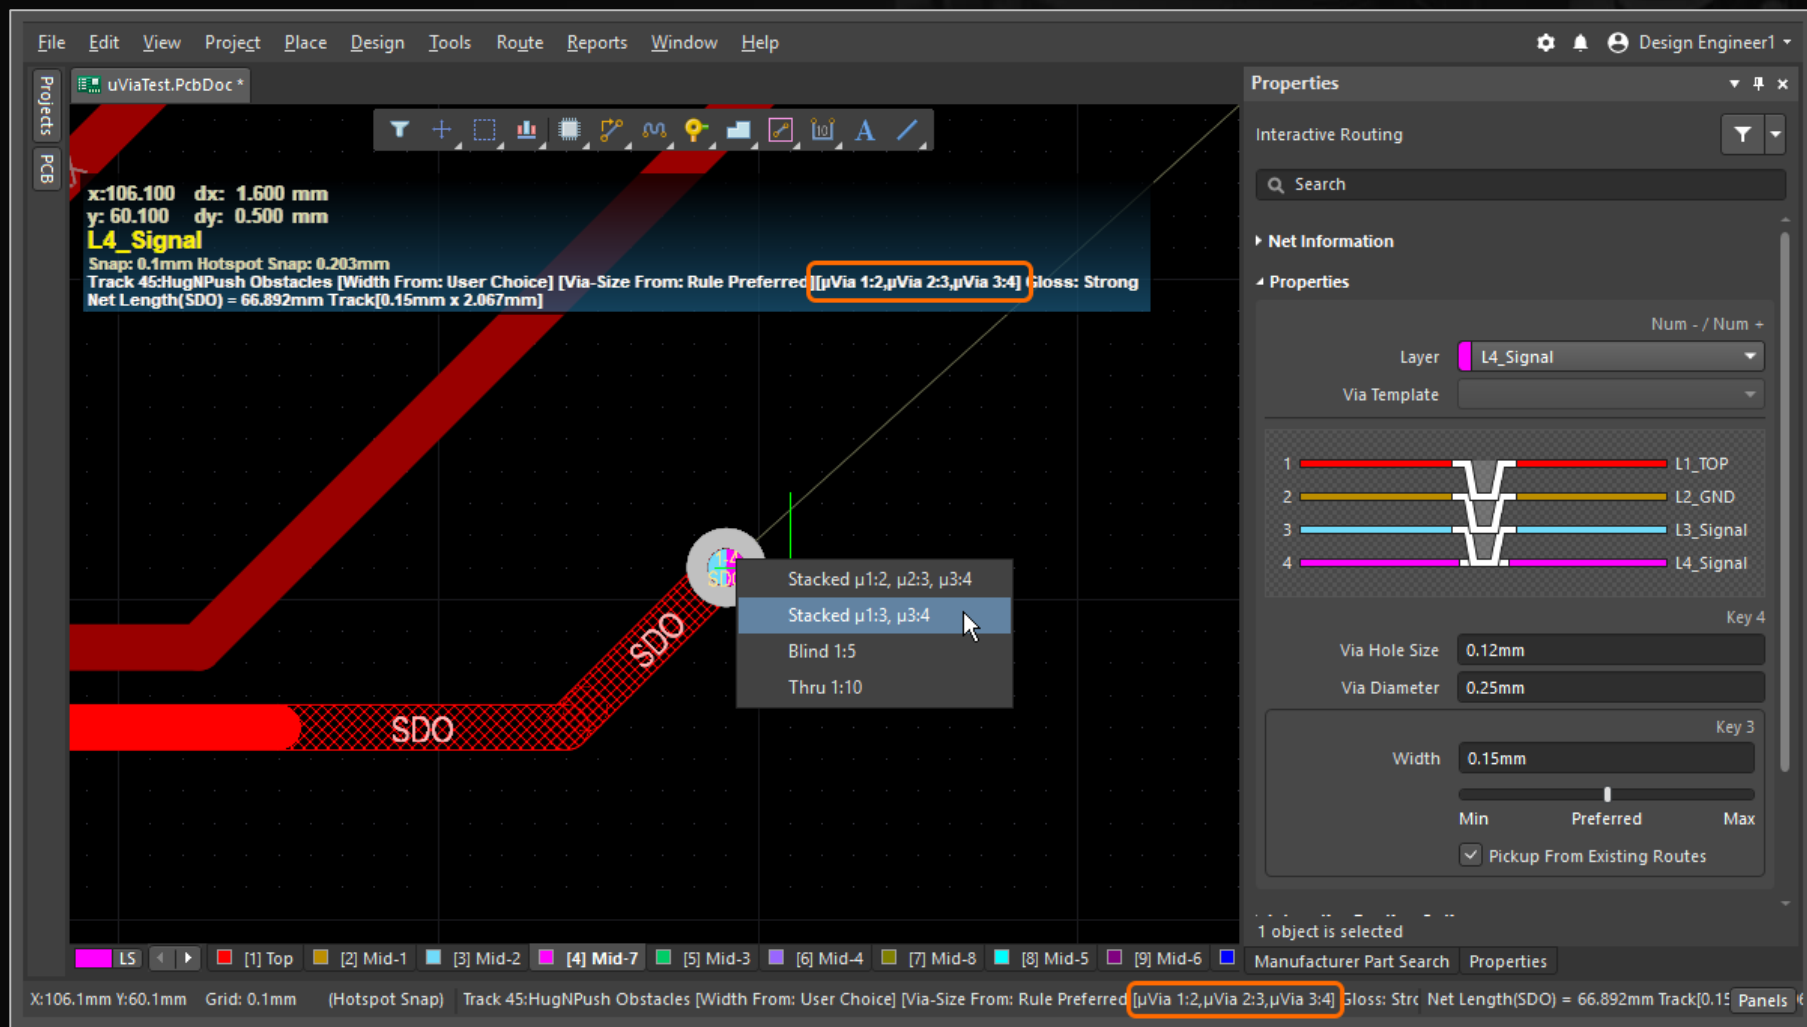 File Edit View Project Place Design Tools Route Reports Window Help Design Engineer1
Projects
PCB
uViaTest.PcbDoc *
x:106.100 dx: 1.600 mm
y: 60.100 dy: 0.500 mm
L4_Signal
Snap: 0.1mm Hotspot Snap: 0.203mm
Track 45:HugNPush Obstacles [Width From: User Choice] [Via-Size From: Rule Preferred][µVia 1:2,µVia 2:3,µVia 3:4] Gloss: Strong
Net Length(SDO) = 66.892mm Track[0.15mm x 2.067mm]
SDO
SDO
Stacked µ1:2, µ2:3, µ3:4
Stacked µ1:3, µ3:4
Blind 1:5
Thru 1:10
Properties
Interactive Routing
Search
Net Information
Properties
Num - / Num +
Layer L4_Signal
Via Template
1 L1_TOP
2 L2_GND
3 L3_Signal
4 L4_Signal
Key 4
Via Hole Size 0.12mm
Via Diameter 0.25mm
Key 3
Width 0.15mm
Min Preferred Max
Pickup From Existing Routes
1 object is selected
Manufacturer Part Search Properties
LS [1] Top [2] Mid-1 [3] Mid-2 [4] Mid-7 [5] Mid-3 [6] Mid-4 [7] Mid-8 [8] Mid-5 [9] Mid-6
X:106.1mm Y:60.1mm Grid: 0.1mm (Hotspot Snap) Track 45:HugNPush Obstacles [Width From: User Choice] [Via-Size From: Rule Preferred [µVia 1:2,µVia 2:3,µVia 3:4] Gloss: Strc Net Length(SDO) = 66.892mm Track[0.15 Panels